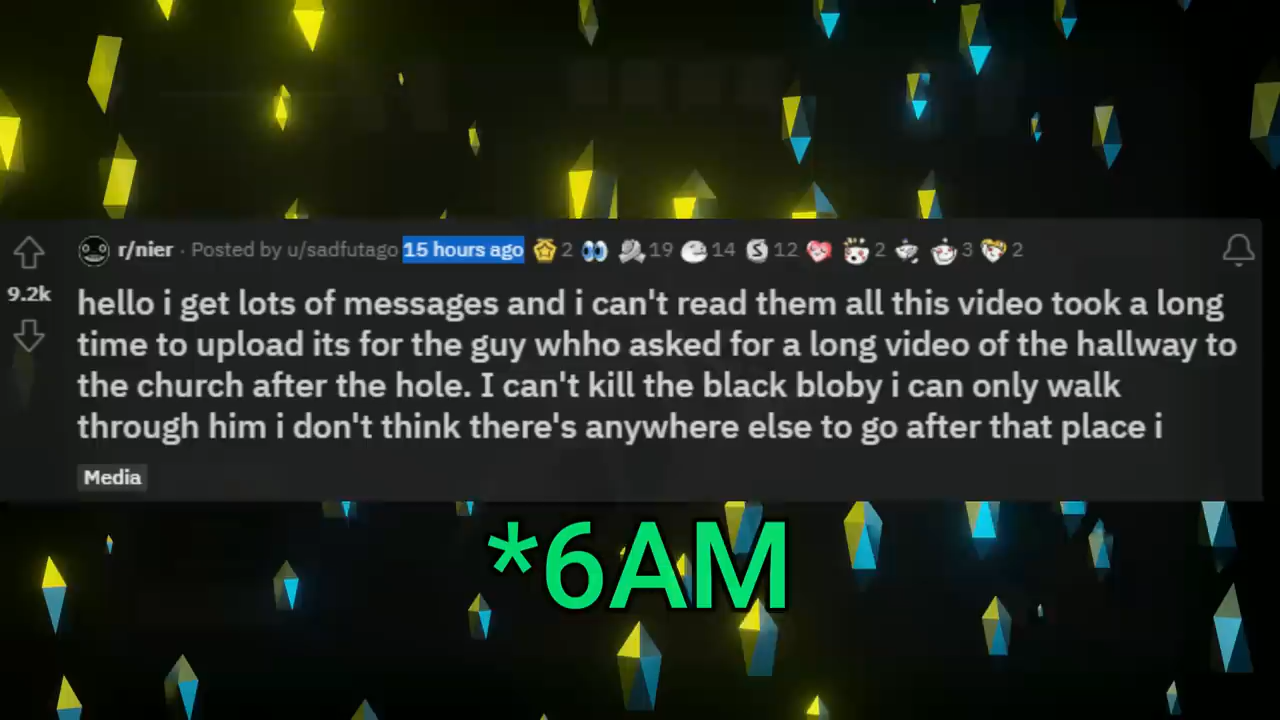 r/nier · Posted by u/sadfutago 15 hours ago 2 19 14 S 12 2 3 2
9.2k
hello i get lots of messages and i can't read them all this video took a long
time to upload its for the guy whho asked for a long video of the hallway to
the church after the hole. I can't kill the black bloby i can only walk
through him i don't think there's anywhere else to go after that place i
Media
*6AM